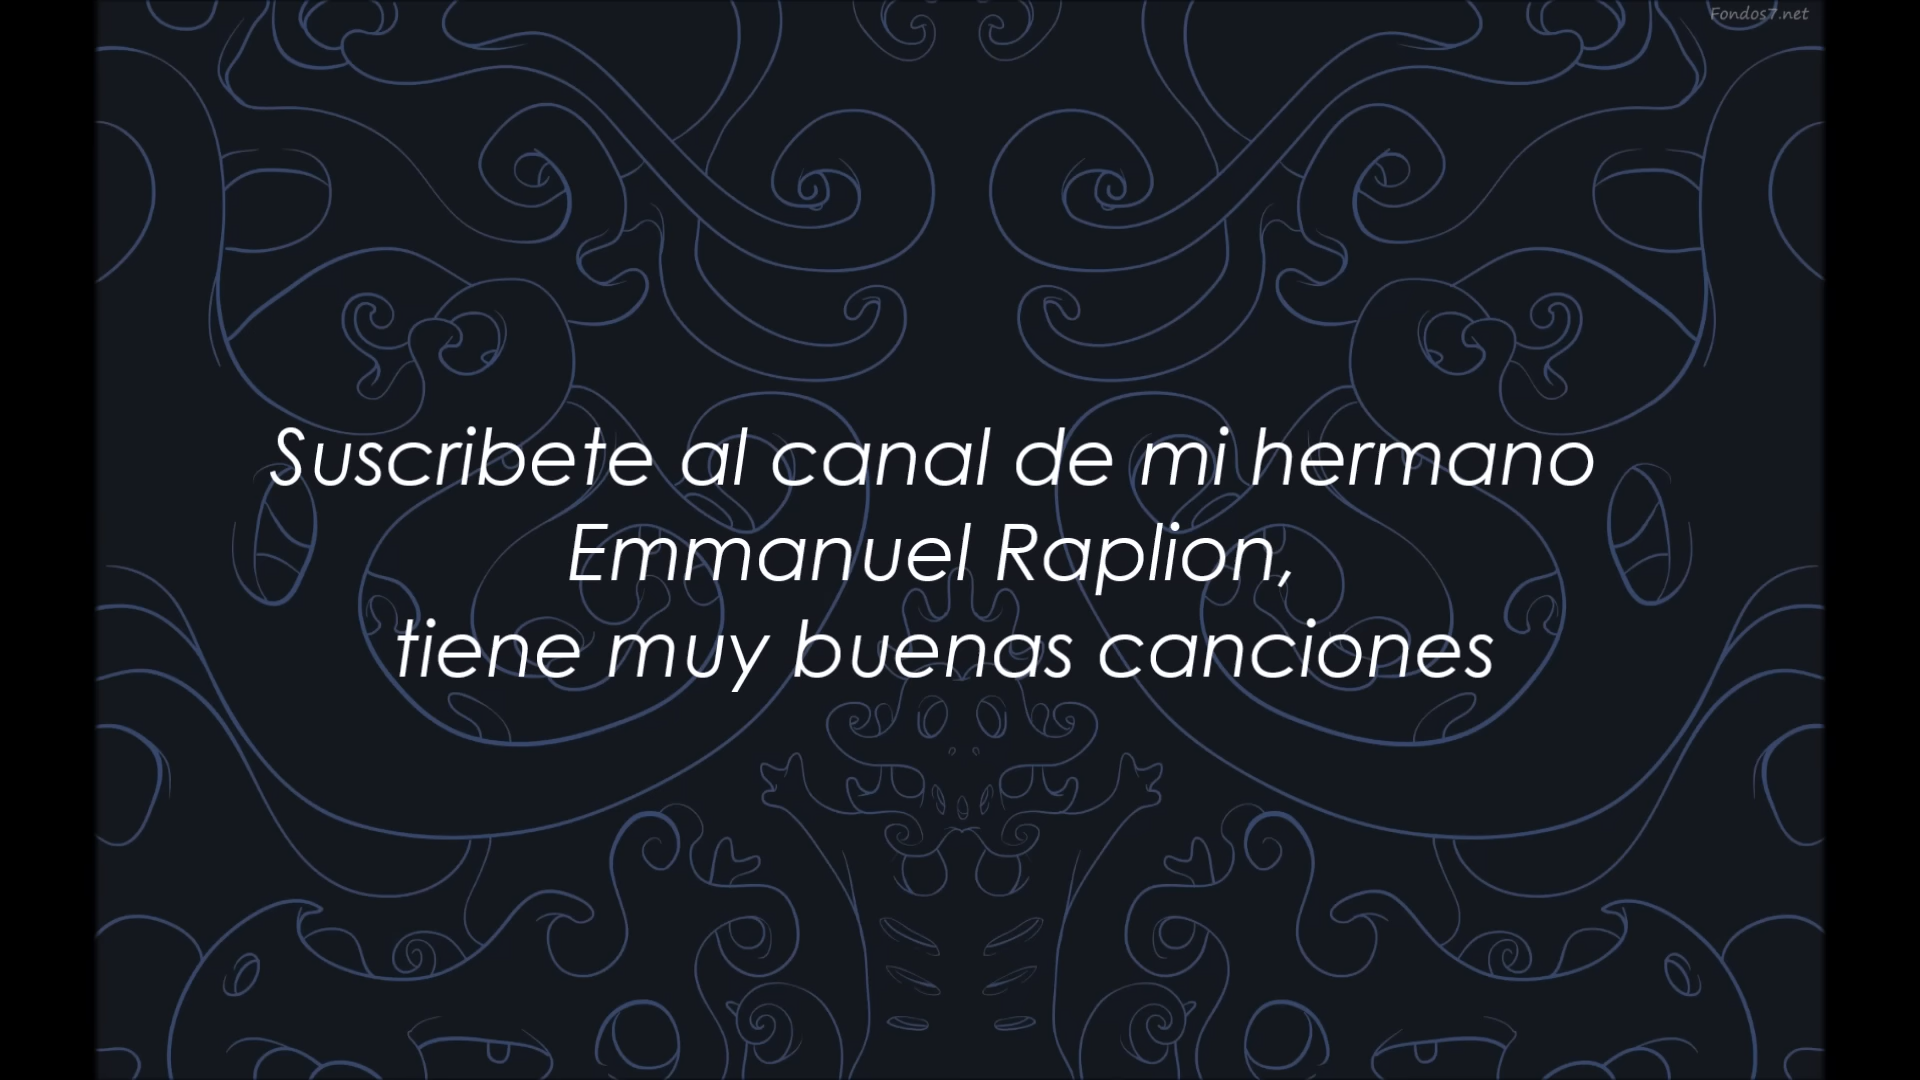 Fondos7.net
Suscribete al canal de mi hermano
Emmanuel Raplion,
tiene muy buenas canciones